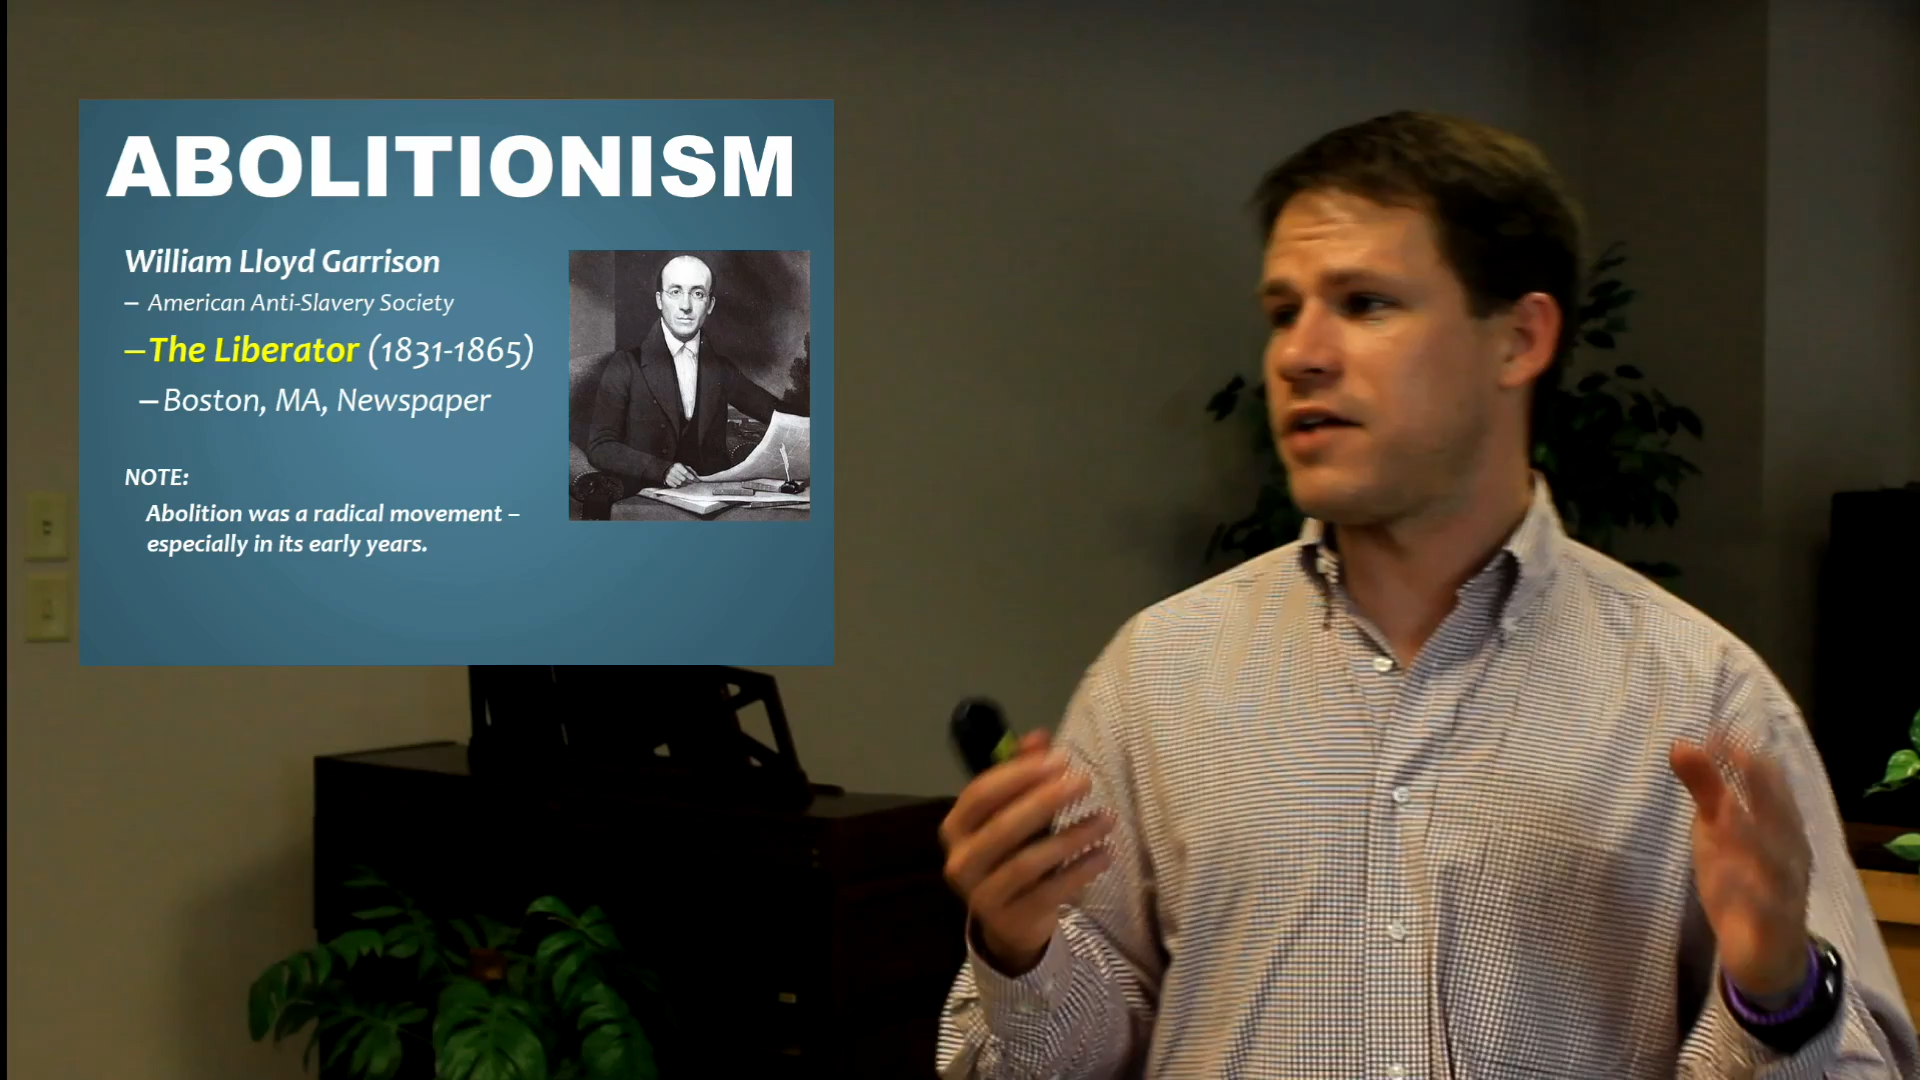 ABOLITIONISM
William Lloyd Garrison
– American Anti-Slavery Society
–The Liberator (1831-1865)
–Boston, MA, Newspaper
NOTE:
Abolition was a radical movement –
especially in its early years.